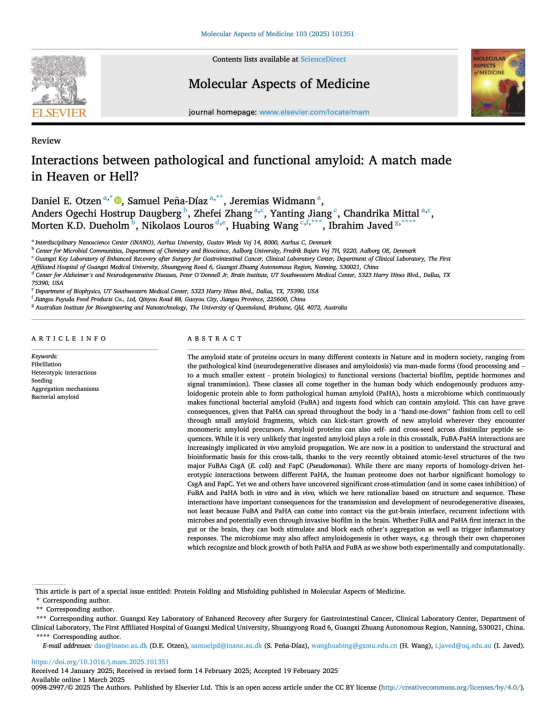 Molecular Aspects of Medicine 103 (2025) 101351
Contents lists available at ScienceDirect
Molecular Aspects of Medicine
journal homepage: www.elsevier.com/locate/mam
ELSEVIER
MOLECULAR
ASPECTS
of MEDICINE
Review
Interactions between pathological and functional amyloid: A match made
in Heaven or Hell?
Daniel E. Otzen a,*, Samuel Peña-Díaz a,**, Jeremias Widmann a,
Anders Ogechi Hostrup Daugberg b, Zhefei Zhang a,c, Yanting Jiang c, Chandrika Mittal a,c,
Morten K.D. Dueholm b, Nikolaos Louros d,e, Huabing Wang c,f,***, Ibrahim Javed g,****
a Interdisciplinary Nanoscience Center (iNANO), Aarhus University, Gustav Wieds Vej 14, 8000, Aarhus C, Denmark
b Center for Microbial Communities, Department of Chemistry and Bioscience, Aalborg University, Fredrik Bajers Vej 7H, 9220, Aalborg OE, Denmark
c Guangxi Key Laboratory of Enhanced Recovery after Surgery for Gastrointestinal Cancer, Clinical Laboratory Center, Department of Clinical Laboratory, The First
Affiliated Hospital of Guangxi Medical University, Shuangyong Road 6, Guangxi Zhuang Autonomous Region, Nanning, 530021, China
d Center for Alzheimer's and Neurodegenerative Diseases, Peter O'Donnell Jr. Brain Institute, UT Southwestern Medical Center, 5323 Harry Hines Blvd., Dallas, TX
75390, USA
e Department of Biophysics, UT Southwestern Medical Center, 5323 Harry Hines Blvd., Dallas, TX, 75390, USA
f Jiangsu Fuyuda Food Products Co., Ltd, Qinyou Road 88, Gaoyou City, Jiangsu Province, 225600, China
g Australian Institute for Bioengineering and Nanotechnology, The University of Queensland, Brisbane, Qld, 4072, Australia
ARTICLE INFO
Keywords:
Fibrillation
Heterotypic interactions
Seeding
Aggregation mechanisms
Bacterial amyloid
ABSTRACT
The amyloid state of proteins occurs in many different contexts in Nature and in modern society, ranging from
the pathological kind (neurodegenerative diseases and amyloidosis) via man-made forms (food processing and –
to a much smaller extent - protein biologics) to functional versions (bacterial biofilm, peptide hormones and
signal transmission). These classes all come together in the human body which endogenously produces amy-
loidogenic protein able to form pathological human amyloid (PaHA), hosts a microbiome which continually
makes functional bacterial amyloid (FuBA) and ingests food which can contain amyloid. This can have grave
consequences, given that PaHA can spread throughout the body in a "hand-me-down" fashion from cell to cell
through small amyloid fragments, which can kick-start growth of new amyloid wherever they encounter
monomeric amyloid precursors. Amyloid proteins can also self- and cross-seed across dissimilar peptide se-
quences. While it is very unlikely that ingested amyloid plays a role in this crosstalk, FuBA-PaHA interactions are
increasingly implicated in vivo amyloid propagation. We are now in a position to understand the structural and
bioinformatic basis for this cross-talk, thanks to the very recently obtained atomic-level structures of the two
major FuBAs CsgA (E. coli) and FapC (Pseudomonas). While there are many reports of homology-driven het-
erotypic interactions between different PaHA, the human proteome does not harbor significant homology to
CsgA and FapC. Yet we and others have uncovered significant cross-stimulation (and in some cases inhibition) of
FuBA and PaHA both in vitro and in vivo, which we here rationalize based on structure and sequence. These
interactions have important consequences for the transmission and development of neurodegenerative diseases,
not least because FuBA and PaHA can come into contact via the gut-brain interface, recurrent infections with
microbes and potentially even through invasive biofilm in the brain. Whether FuBA and PaHA first interact in the
gut or the brain, they can both stimulate and block each other's aggregation as well as trigger inflammatory
responses. The microbiome may also affect amyloidogenesis in other ways, e.g. through their own chaperones
which recognize and block growth of both PaHA and FuBA as we show both experimentally and computationally.
This article is part of a special issue entitled: Protein Folding and Misfolding published in Molecular Aspects of Medicine.
* Corresponding author.
** Corresponding author.
*** Corresponding author. Guangxi Key Laboratory of Enhanced Recovery after Surgery for Gastrointestinal Cancer, Clinical Laboratory Center, Department of
Clinical Laboratory, The First Affiliated Hospital of Guangxi Medical University, Shuangyong Road 6, Guangxi Zhuang Autonomous Region, Nanning, 530021, China.
**** Corresponding author.
E-mail addresses: dao@inano.au.dk (D.E. Otzen), samuelpd@inano.au.dk (S. Peña-Díaz), wanghuabing@gxmu.edu.cn (H. Wang), i.javed@uq.edu.au (I. Javed).
https://doi.org/10.1016/j.mam.2025.101351
Received 14 January 2025; Received in revised form 14 February 2025; Accepted 19 February 2025
Available online 1 March 2025
0098-2997/© 2025 The Authors. Published by Elsevier Ltd. This is an open access article under the CC BY license (http://creativecommons.org/licenses/by/4.0/).